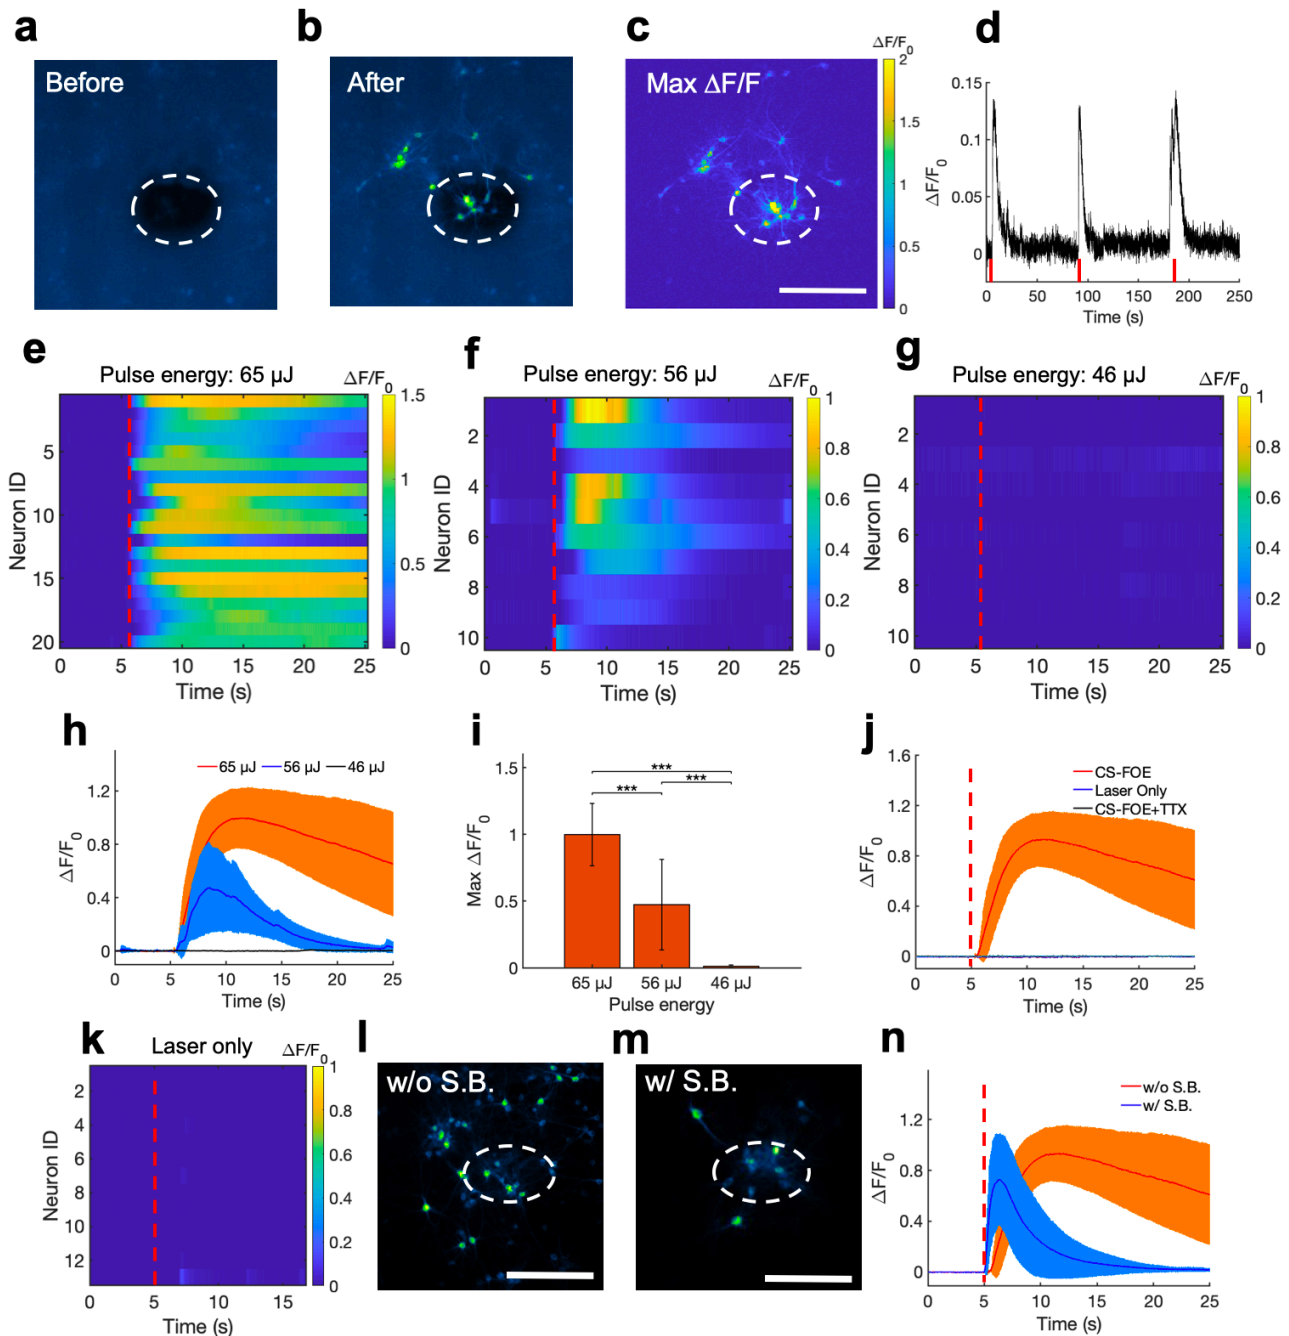 a
b
c
d
Before
After
Max ΔF/F
ΔF/F0
2
1.5
1
0.5
0
ΔF/F0
0.15
0.1
0.05
0
0 50 100 150 200 250
Time (s)
e
f
g
Pulse energy: 65 µJ
ΔF/F0
Neuron ID
5
10
15
20
0 5 10 15 20 25
Time (s)
1.5
1
0.5
0
Pulse energy: 56 µJ
ΔF/F0
Neuron ID
2
4
6
8
10
0 5 10 15 20 25
Time (s)
1
0.8
0.6
0.4
0.2
0
Pulse energy: 46 µJ
ΔF/F0
Neuron ID
2
4
6
8
10
0 5 10 15 20 25
Time (s)
1
0.8
0.6
0.4
0.2
0
h
i
j
65 µJ 56 µJ 46 µJ
ΔF/F0
1.2
0.8
0.4
0
0 5 10 15 20 25
Time (s)
Max ΔF/F0
1.5
1
0.5
0
***
***
***
65 µJ 56 µJ 46 µJ
Pulse energy
ΔF/F0
1.6
1.2
0.8
0.4
0
CS-FOE
Laser Only
CS-FOE+TTX
0 5 10 15 20 25
Time (s)
k
l
m
n
Laser only
ΔF/F0
Neuron ID
2
4
6
8
10
12
0 5 10 15
Time (s)
1
0.8
0.6
0.4
0.2
0
w/o S.B.
w/ S.B.
ΔF/F0
1.2
0.8
0.4
0
w/o S.B.
w/ S.B.
0 5 10 15 20 25
Time (s)